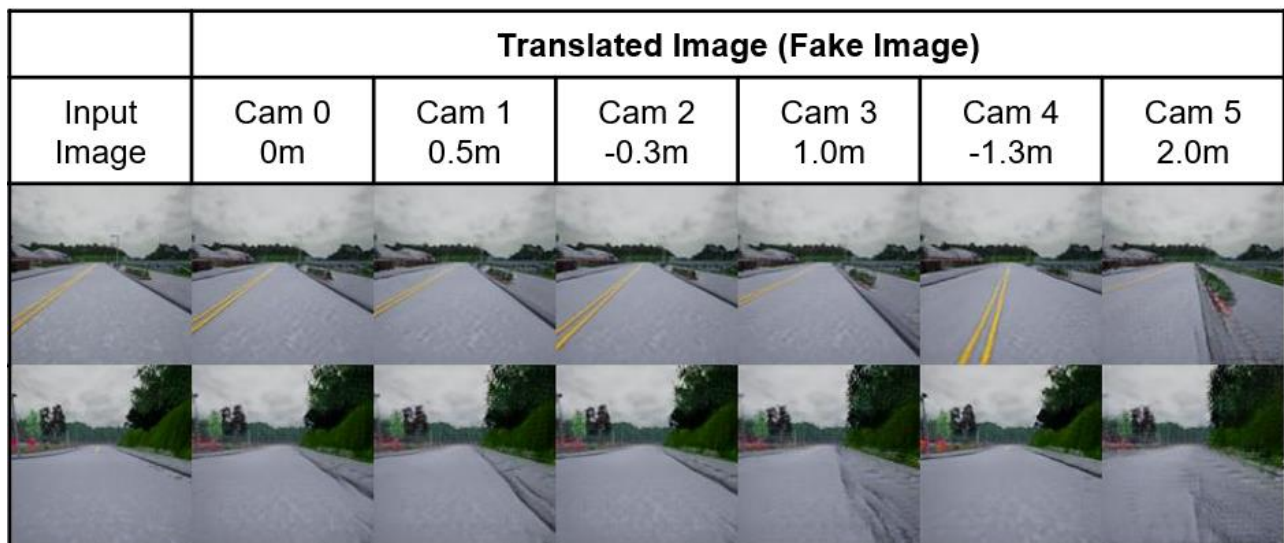 Translated Image (Fake Image)
Input
Image
Cam 0
0m
Cam 1
0.5m
Cam 2
-0.3m
Cam 3
1.0m
Cam 4
-1.3m
Cam 5
2.0m